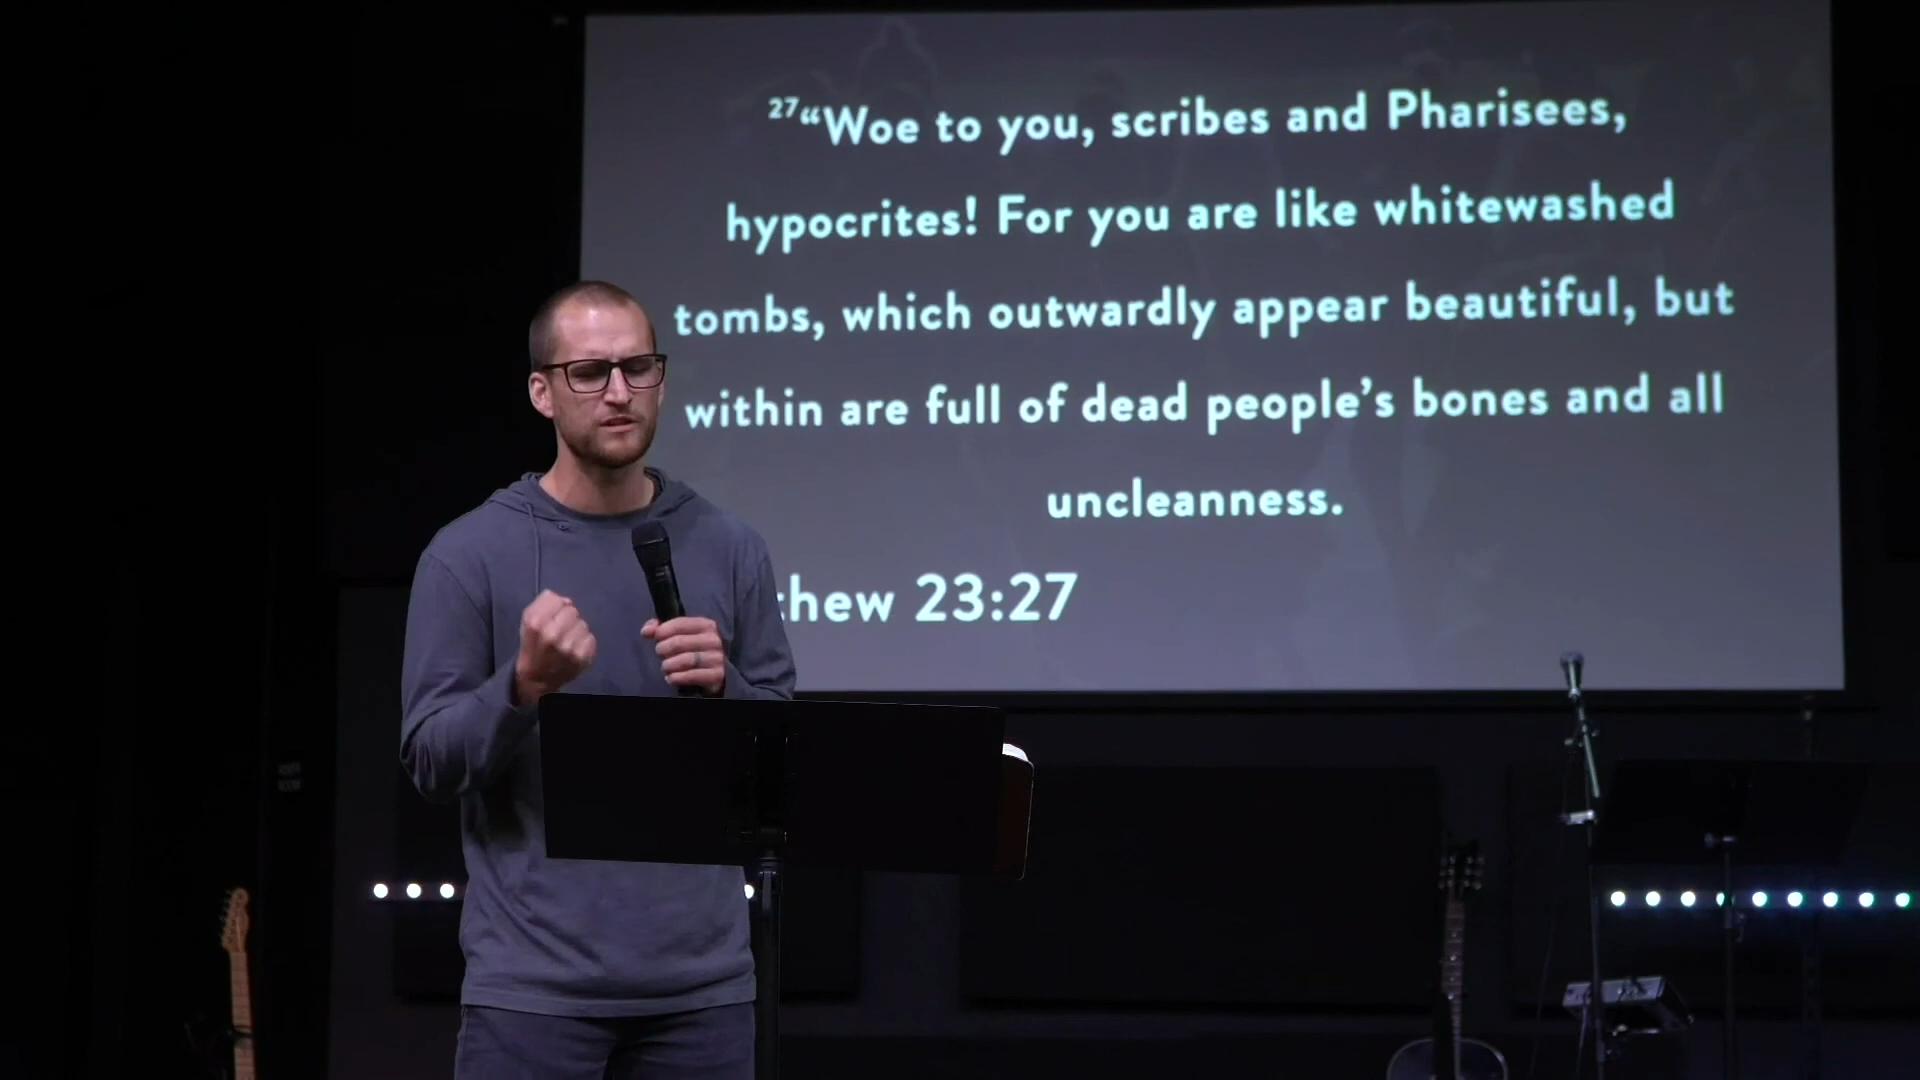 27“Woe to you, scribes and Pharisees,
hypocrites! For you are like whitewashed
tombs, which outwardly appear beautiful, but
within are full of dead people’s bones and all
uncleanness.
thew 23:27